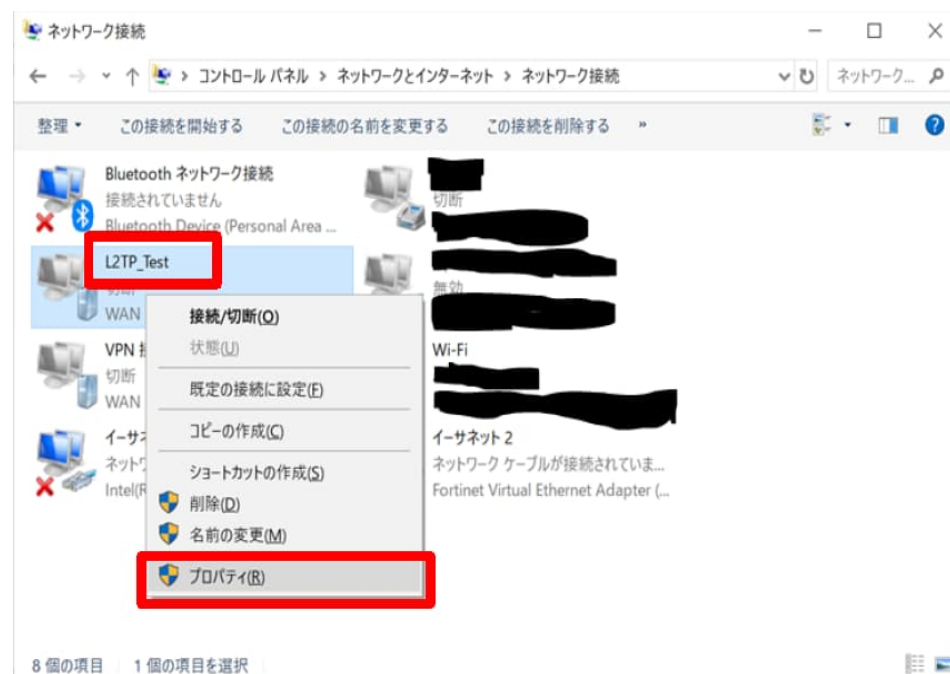 ネットワーク接続
コントロール パネル > ネットワークとインターネット > ネットワーク接続
ネットワーク...
整理
この接続を開始する
この接続の名前を変更する
この接続を削除する
»
Bluetooth ネットワーク接続
接続されていません
Bluetooth Device (Personal Area ...
切断
L2TP_Test
切断
WAN
無効
接続/切断(O)
状態(U)
既定の接続に設定(F)
コピーの作成(C)
ショートカットの作成(S)
削除(D)
名前の変更(M)
プロパティ(R)
VPN
切断
WAN
Wi-Fi
イーサ
ネット
Intel(R
イーサネット 2
ネットワーク ケーブルが接続されていま...
Fortinet Virtual Ethernet Adapter (...
8 個の項目
1 個の項目を選択